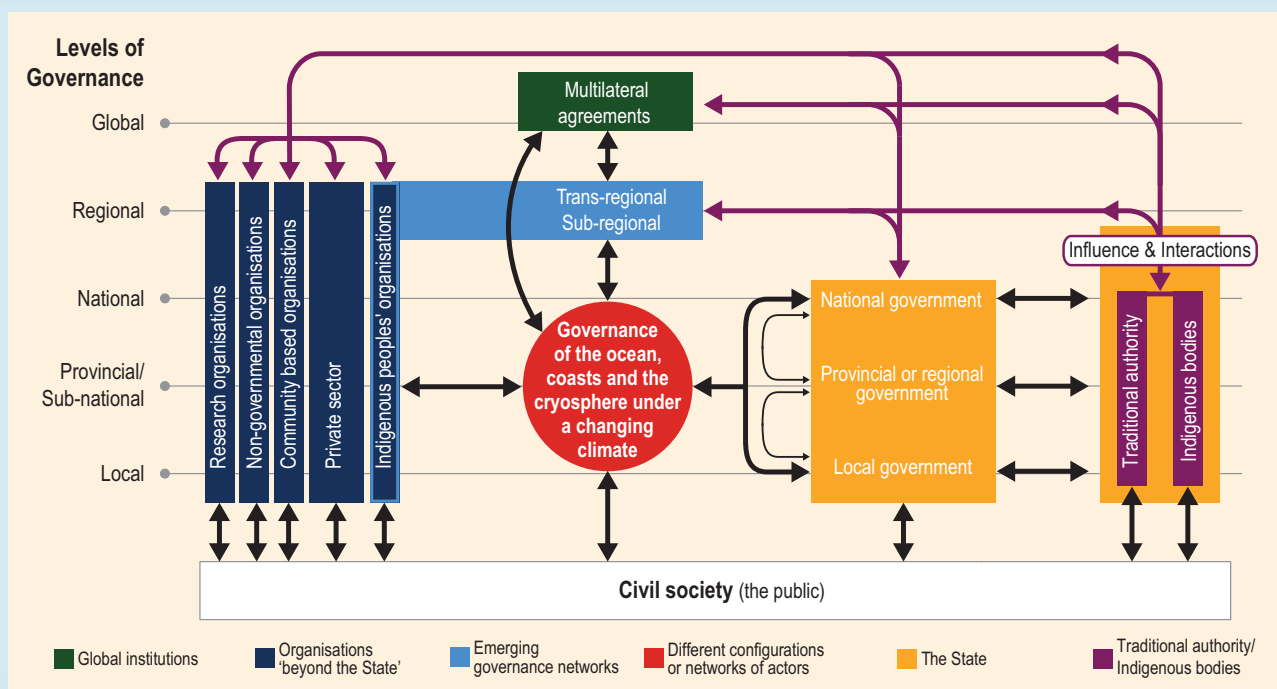 Levels of
Governance
Global
Regional
National
Provincial/
Sub-national
Local
Multilateral
agreements
Trans-regional
Sub-regional
Research organisations
Non-governmental organisations
Community based organisations
Private sector
Indigenous peoples' organisations
Governance
of the ocean,
coasts and the
cryosphere under
a changing
climate
National government
Provincial or regional
government
Local government
Influence & Interactions
Traditional authority
Indigenous bodies
Civil society (the public)
Global institutions
Organisations
‘beyond the State’
Emerging
governance networks
Different configurations
or networks of actors
The State
Traditional authority/
Indigenous bodies